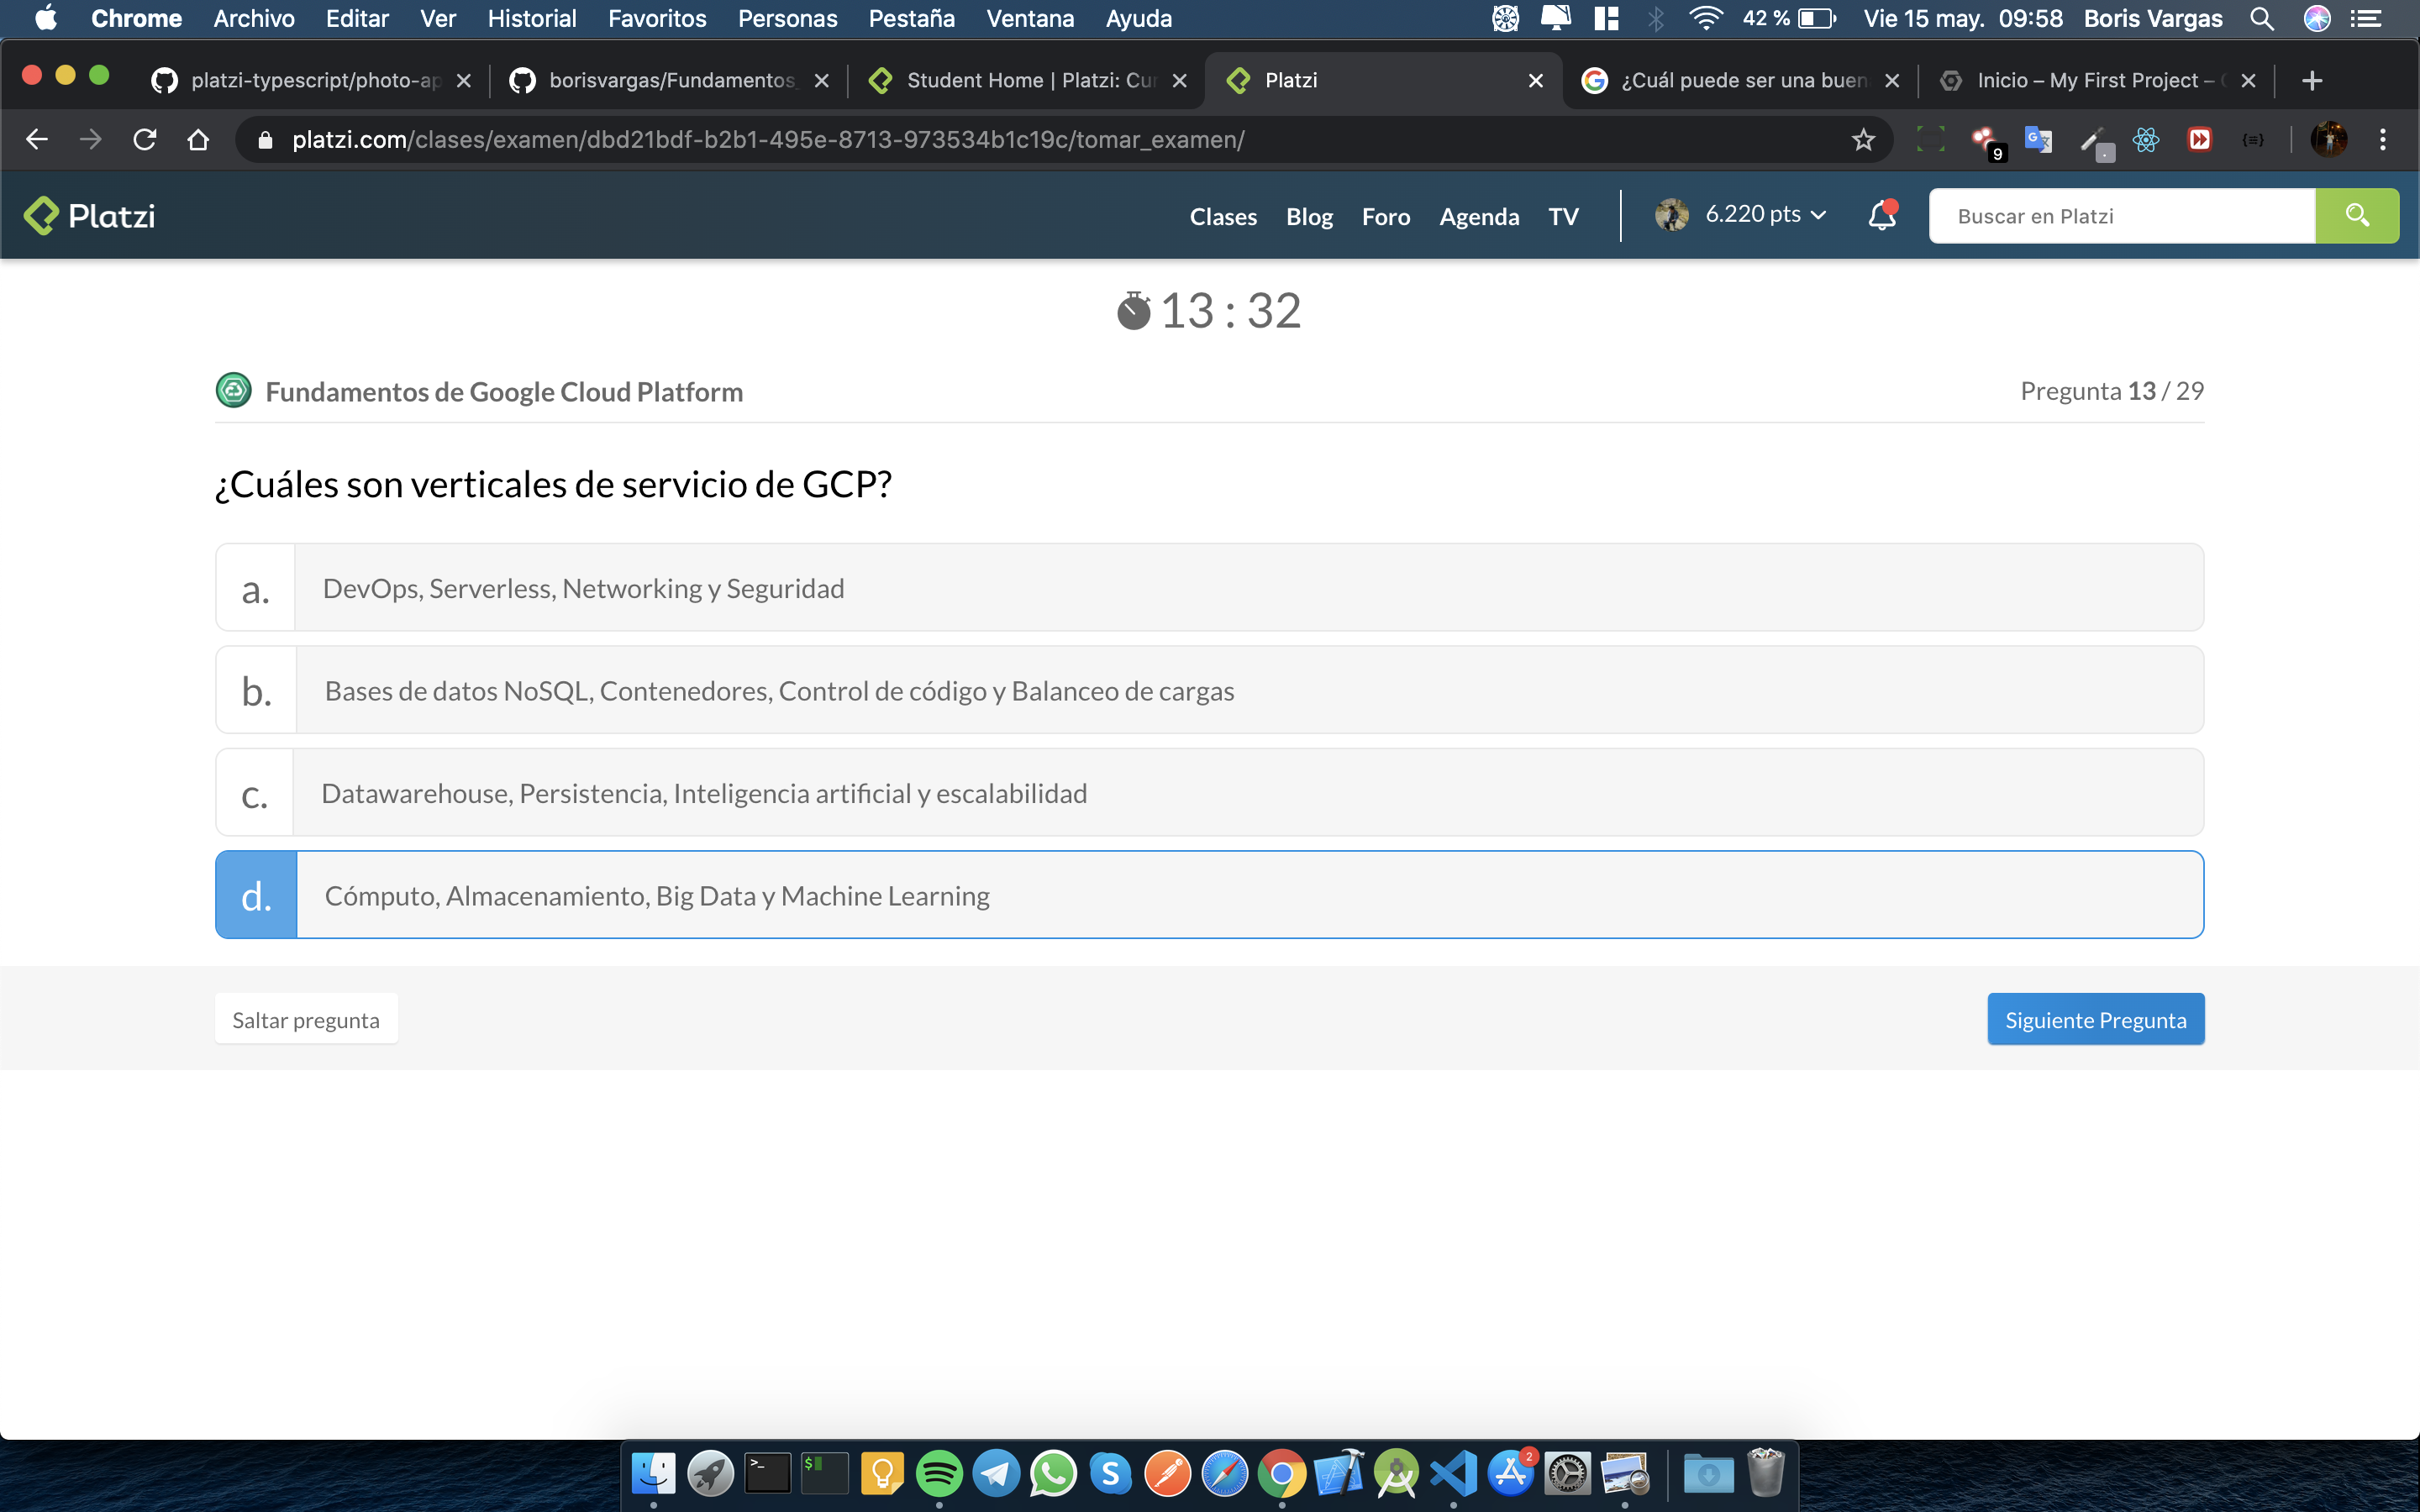 Chrome Archivo Editar Ver Historial Favoritos Personas Pestaña Ventana Ayuda 42 % Vie 15 may. 09:58 Boris Vargas
platzi-typescript/photo-ap borisvargas/Fundamentos_ Student Home | Platzi: Cur Platzi ¿Cuál puede ser una buen Inicio – My First Project –
platzi.com/clases/examen/dbd21bdf-b2b1-495e-8713-973534b1c19c/tomar_examen/ 9
Platzi Clases Blog Foro Agenda TV 6.220 pts Buscar en Platzi
13 : 32
Fundamentos de Google Cloud Platform Pregunta 13 / 29
¿Cuáles son verticales de servicio de GCP?
a. DevOps, Serverless, Networking y Seguridad
b. Bases de datos NoSQL, Contenedores, Control de código y Balanceo de cargas
c. Datawarehouse, Persistencia, Inteligencia artificial y escalabilidad
d. Cómputo, Almacenamiento, Big Data y Machine Learning
Saltar pregunta Siguiente Pregunta
2